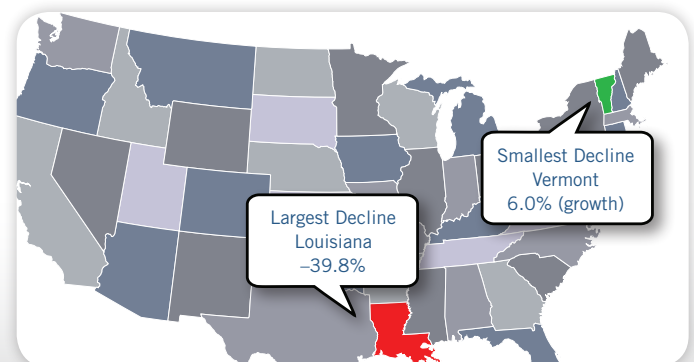 Smallest Decline
Vermont
6.0% (growth)
Largest Decline
Louisiana
–39.8%